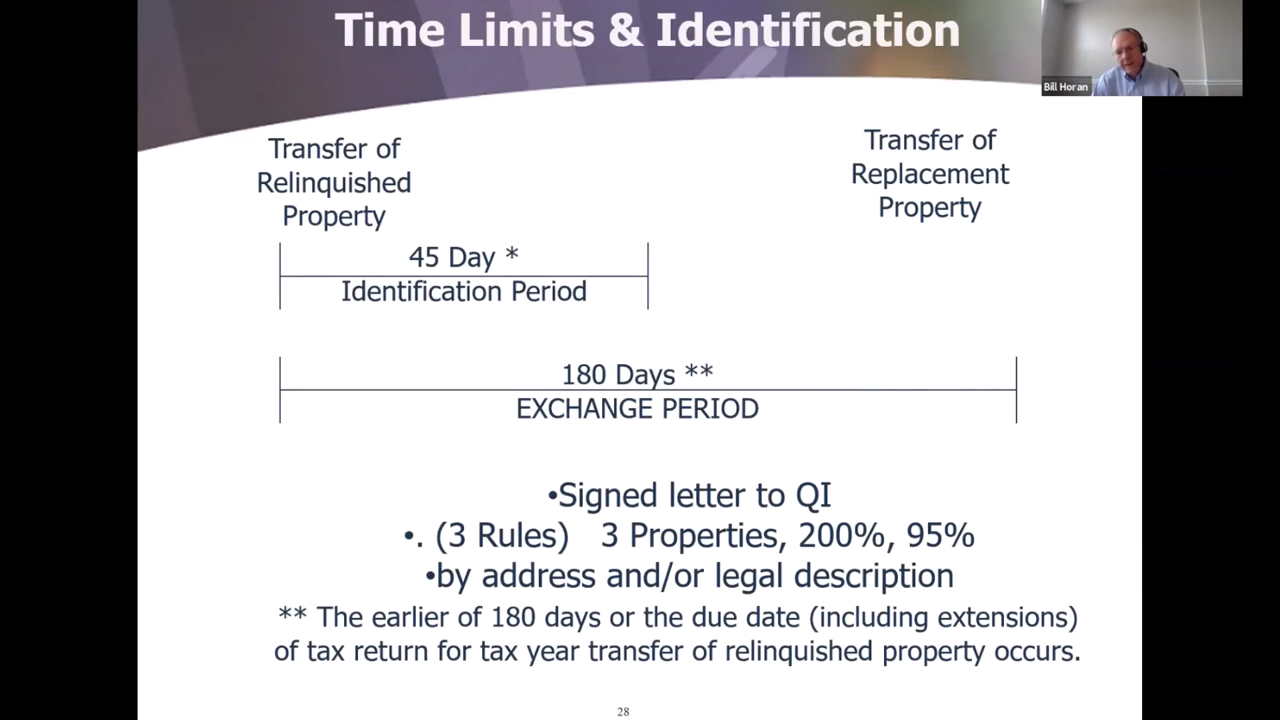 Time Limits & Identification
Bill Horan
Transfer of
Relinquished
Property
Transfer of
Replacement
Property
45 Day *
Identification Period
180 Days **
EXCHANGE PERIOD
•Signed letter to QI
•. (3 Rules) 3 Properties, 200%, 95%
•by address and/or legal description
** The earlier of 180 days or the due date (including extensions)
of tax return for tax year transfer of relinquished property occurs.
28